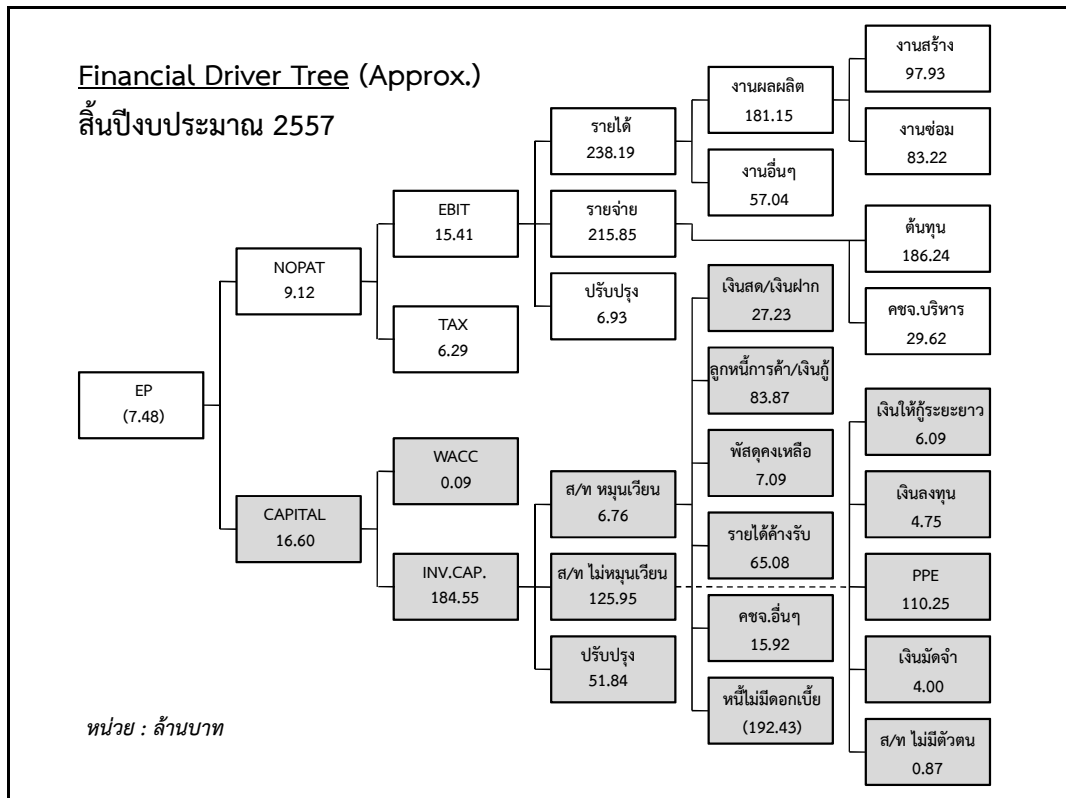 Financial Driver Tree (Approx.)
สิ้นปีงบประมาณ 2557
EP
(7.48)
NOPAT
9.12
CAPITAL
16.60
EBIT
15.41
TAX
6.29
WACC
0.09
INV.CAP.
184.55
รายได้
238.19
รายจ่าย
215.85
ปรับปรุง
6.93
ส/ท หมุนเวียน
6.76
ส/ท ไม่หมุนเวียน
125.95
ปรับปรุง
51.84
งานผลผลิต
181.15
งานอื่นๆ
57.04
เงินสด/เงินฝาก
27.23
ลูกหนี้การค้า/เงินกู้
83.87
พัสดุคงเหลือ
7.09
รายได้ค้างรับ
65.08
คชจ.อื่นๆ
15.92
หนี้ไม่มีดอกเบี้ย
(192.43)
งานสร้าง
97.93
งานซ่อม
83.22
ต้นทุน
186.24
คชจ.บริหาร
29.62
เงินให้กู้ระยะยาว
6.09
เงินลงทุน
4.75
PPE
110.25
เงินมัดจำ
4.00
ส/ท ไม่มีตัวตน
0.87
หน่วย : ล้านบาท